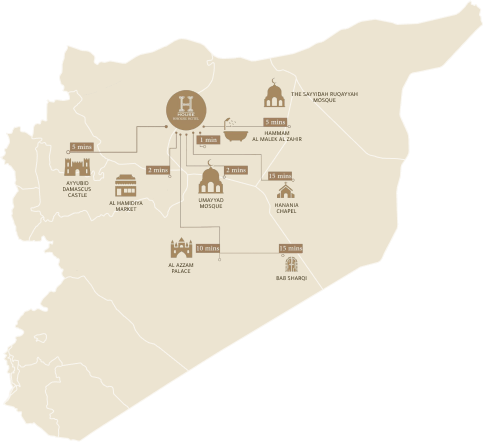 THE SAYYIDAH RUQAYYAH
MOSQUE
H
HOUSE
5 mins
HAMMAM
AL MALEK AL ZAHIR
1 min
5 mins
AYYUBID
DAMASCUS
CASTLE
2 mins
AL HAMIDIYA
MARKET
2 mins
UMAYYAD
MOSQUE
15 mins
HANANIA
CHAPEL
10 mins
AL AZZAM
PALACE
15 mins
BAB SHARQI